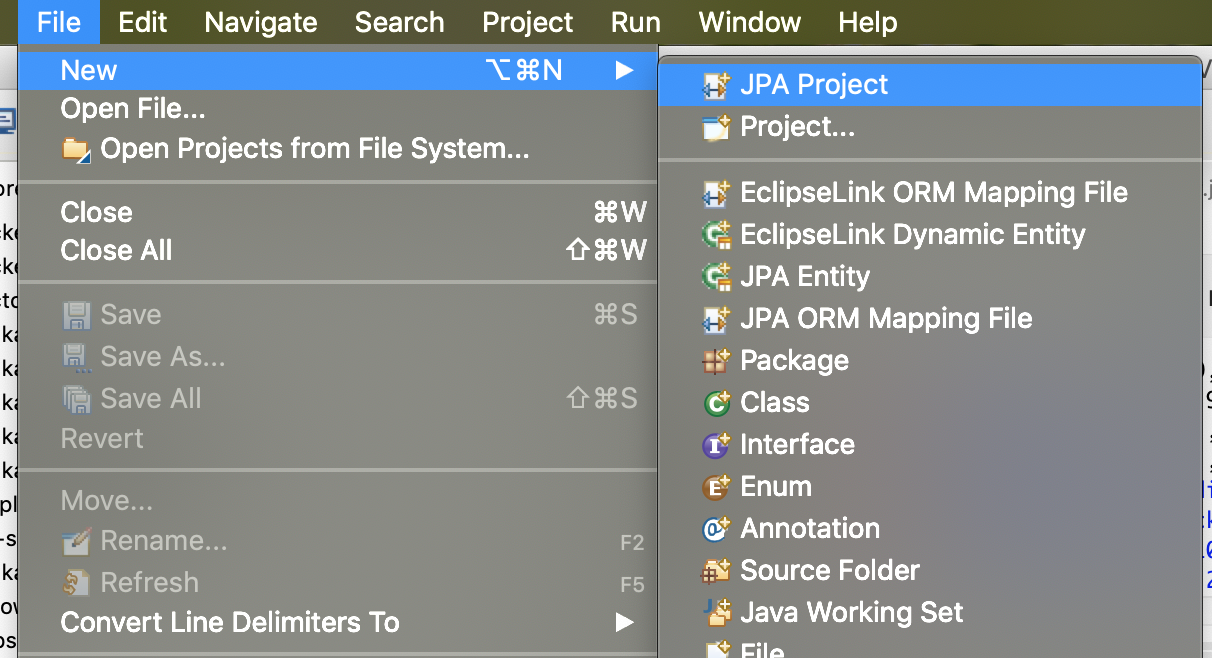 File Edit Navigate Search Project Run Window Help
New ⌥⌘N ▶
Open File...
Open Projects from File System...
Close ⌘W
Close All ⇧⌘W
Save ⌘S
Save As...
Save All ⇧⌘S
Revert
Move...
Rename... F2
Refresh F5
Convert Line Delimiters To ▶
JPA Project
Project...
EclipseLink ORM Mapping File
EclipseLink Dynamic Entity
JPA Entity
JPA ORM Mapping File
Package
Class
Interface
Enum
Annotation
Source Folder
Java Working Set
File